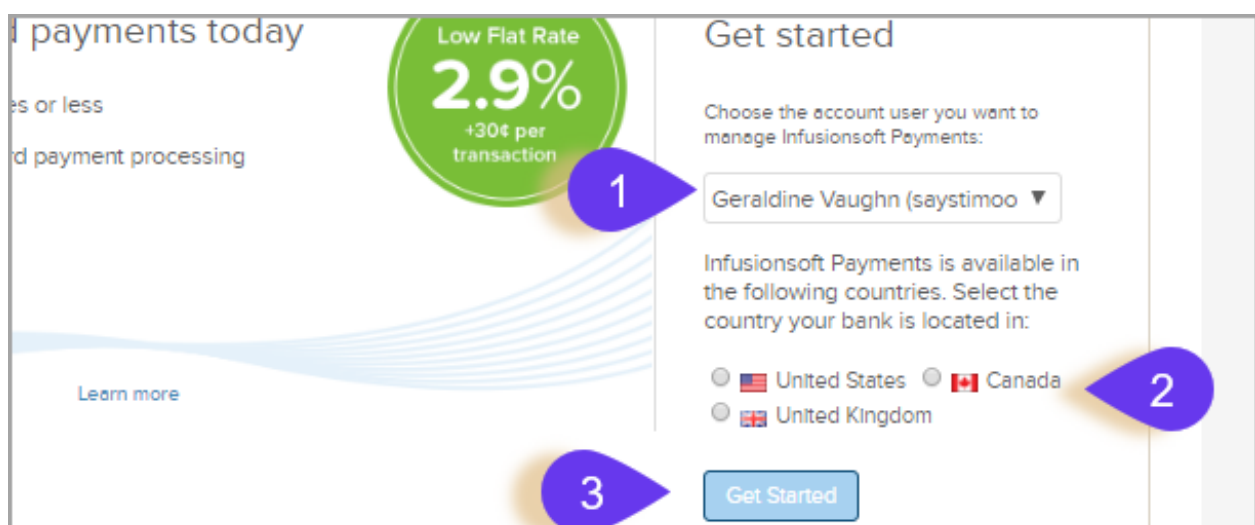 payments today
es or less
rd payment processing
Learn more
Low Flat Rate
2.9%
+30¢ per
transaction
Get started
Choose the account user you want to
manage Infusionsoft Payments:
1
Geraldine Vaughn (saystimoo ▼
Infusionsoft Payments is available in
the following countries. Select the
country your bank is located in:
United States Canada
United Kingdom
2
3
Get Started